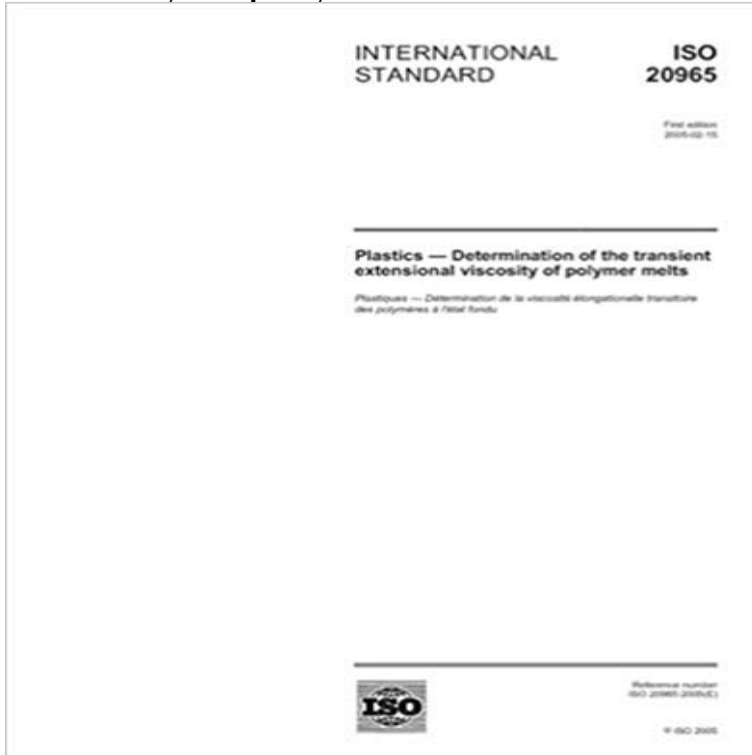 INTERNATIONAL
STANDARD
ISO
20965
First edition
2005-02-15
Plastics — Determination of the transient
extensional viscosity of polymer melts
Plastiques — Détermination de la viscosité élongationelle transitoire
des polymères à l'état fondu
ISO
Reference number
ISO 20965:2005(E)
© ISO 2005